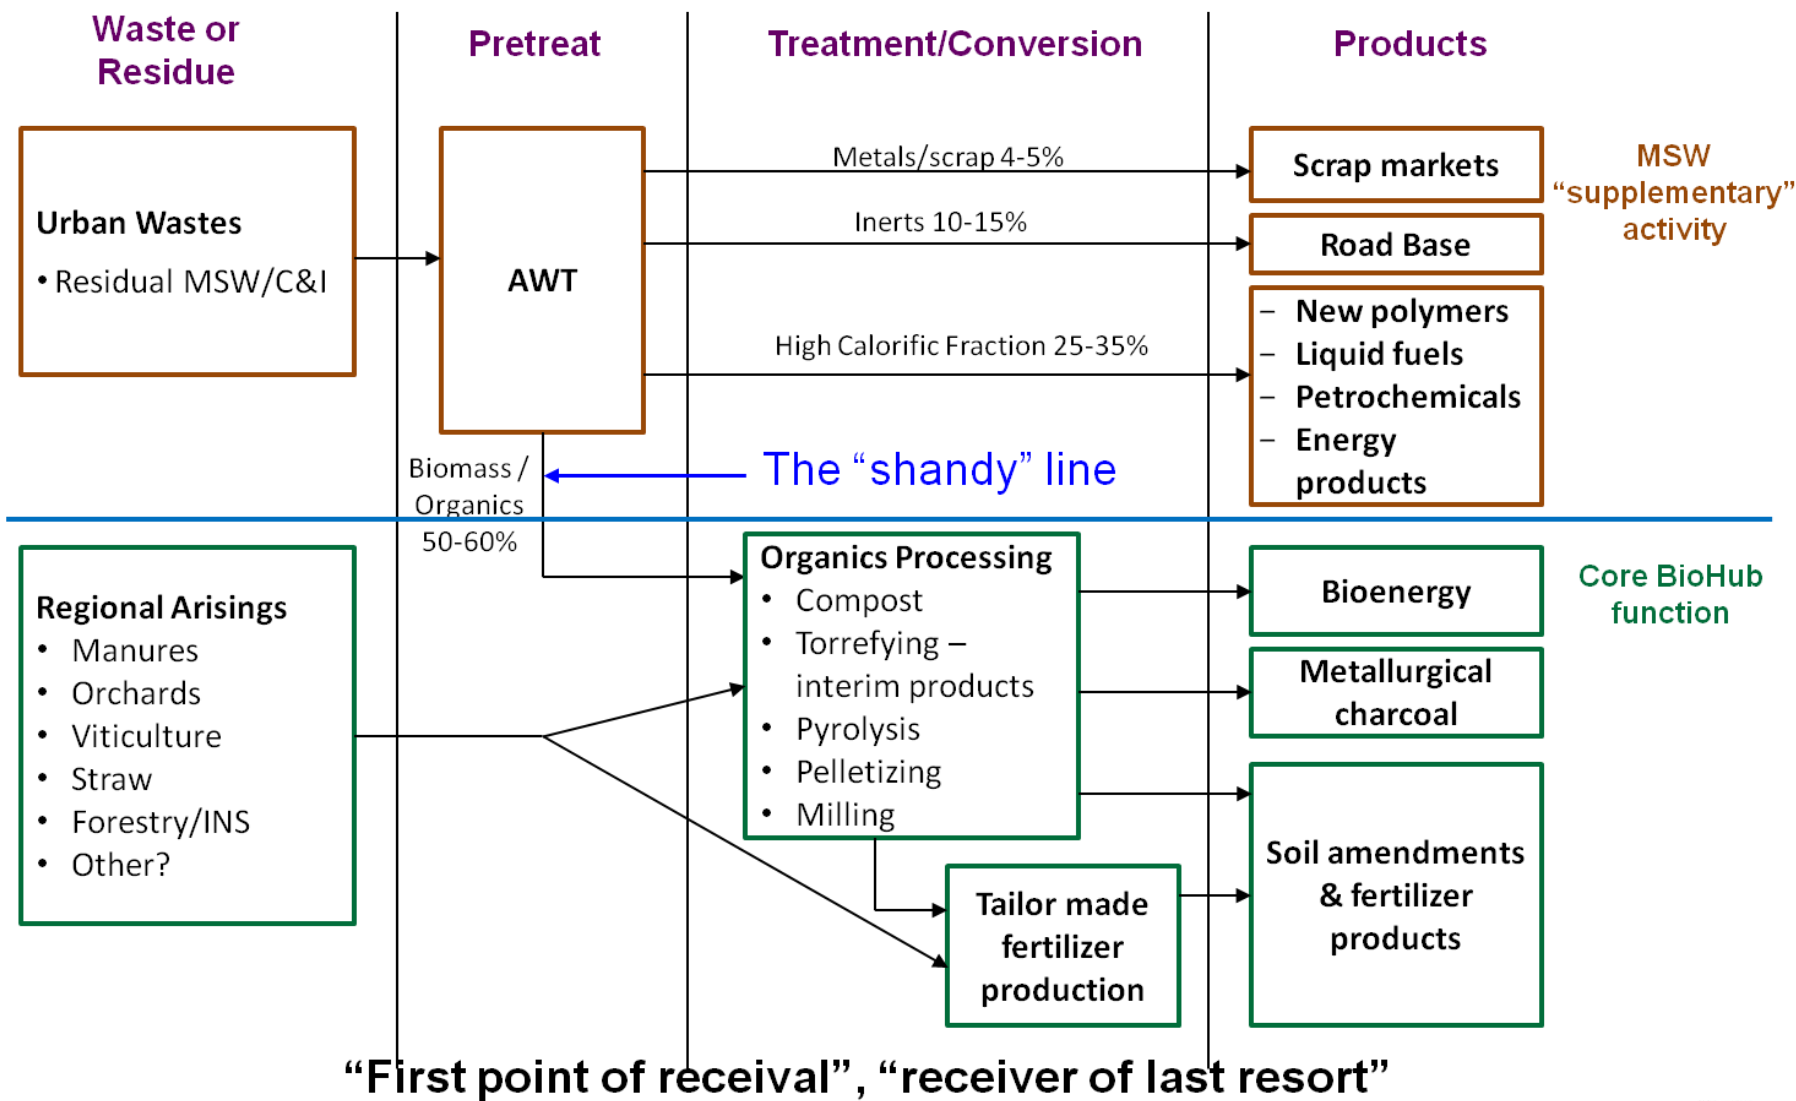 Waste or
Residue
Pretreat
Treatment/Conversion
Products
Urban Wastes
• Residual MSW/C&I
AWT
Metals/scrap 4-5%
Inerts 10-15%
High Calorific Fraction 25-35%
Scrap markets
Road Base
– New polymers
– Liquid fuels
– Petrochemicals
– Energy
products
MSW
“supplementary”
activity
Biomass /
Organics
50-60%
The “shandy” line
Regional Arisings
• Manures
• Orchards
• Viticulture
• Straw
• Forestry/INS
• Other?
Organics Processing
• Compost
• Torrefying –
interim products
• Pyrolysis
• Pelletizing
• Milling
Tailor made
fertilizer
production
Bioenergy
Metallurgical
charcoal
Soil amendments
& fertilizer
products
Core BioHub
function
“First point of receival”, “receiver of last resort”